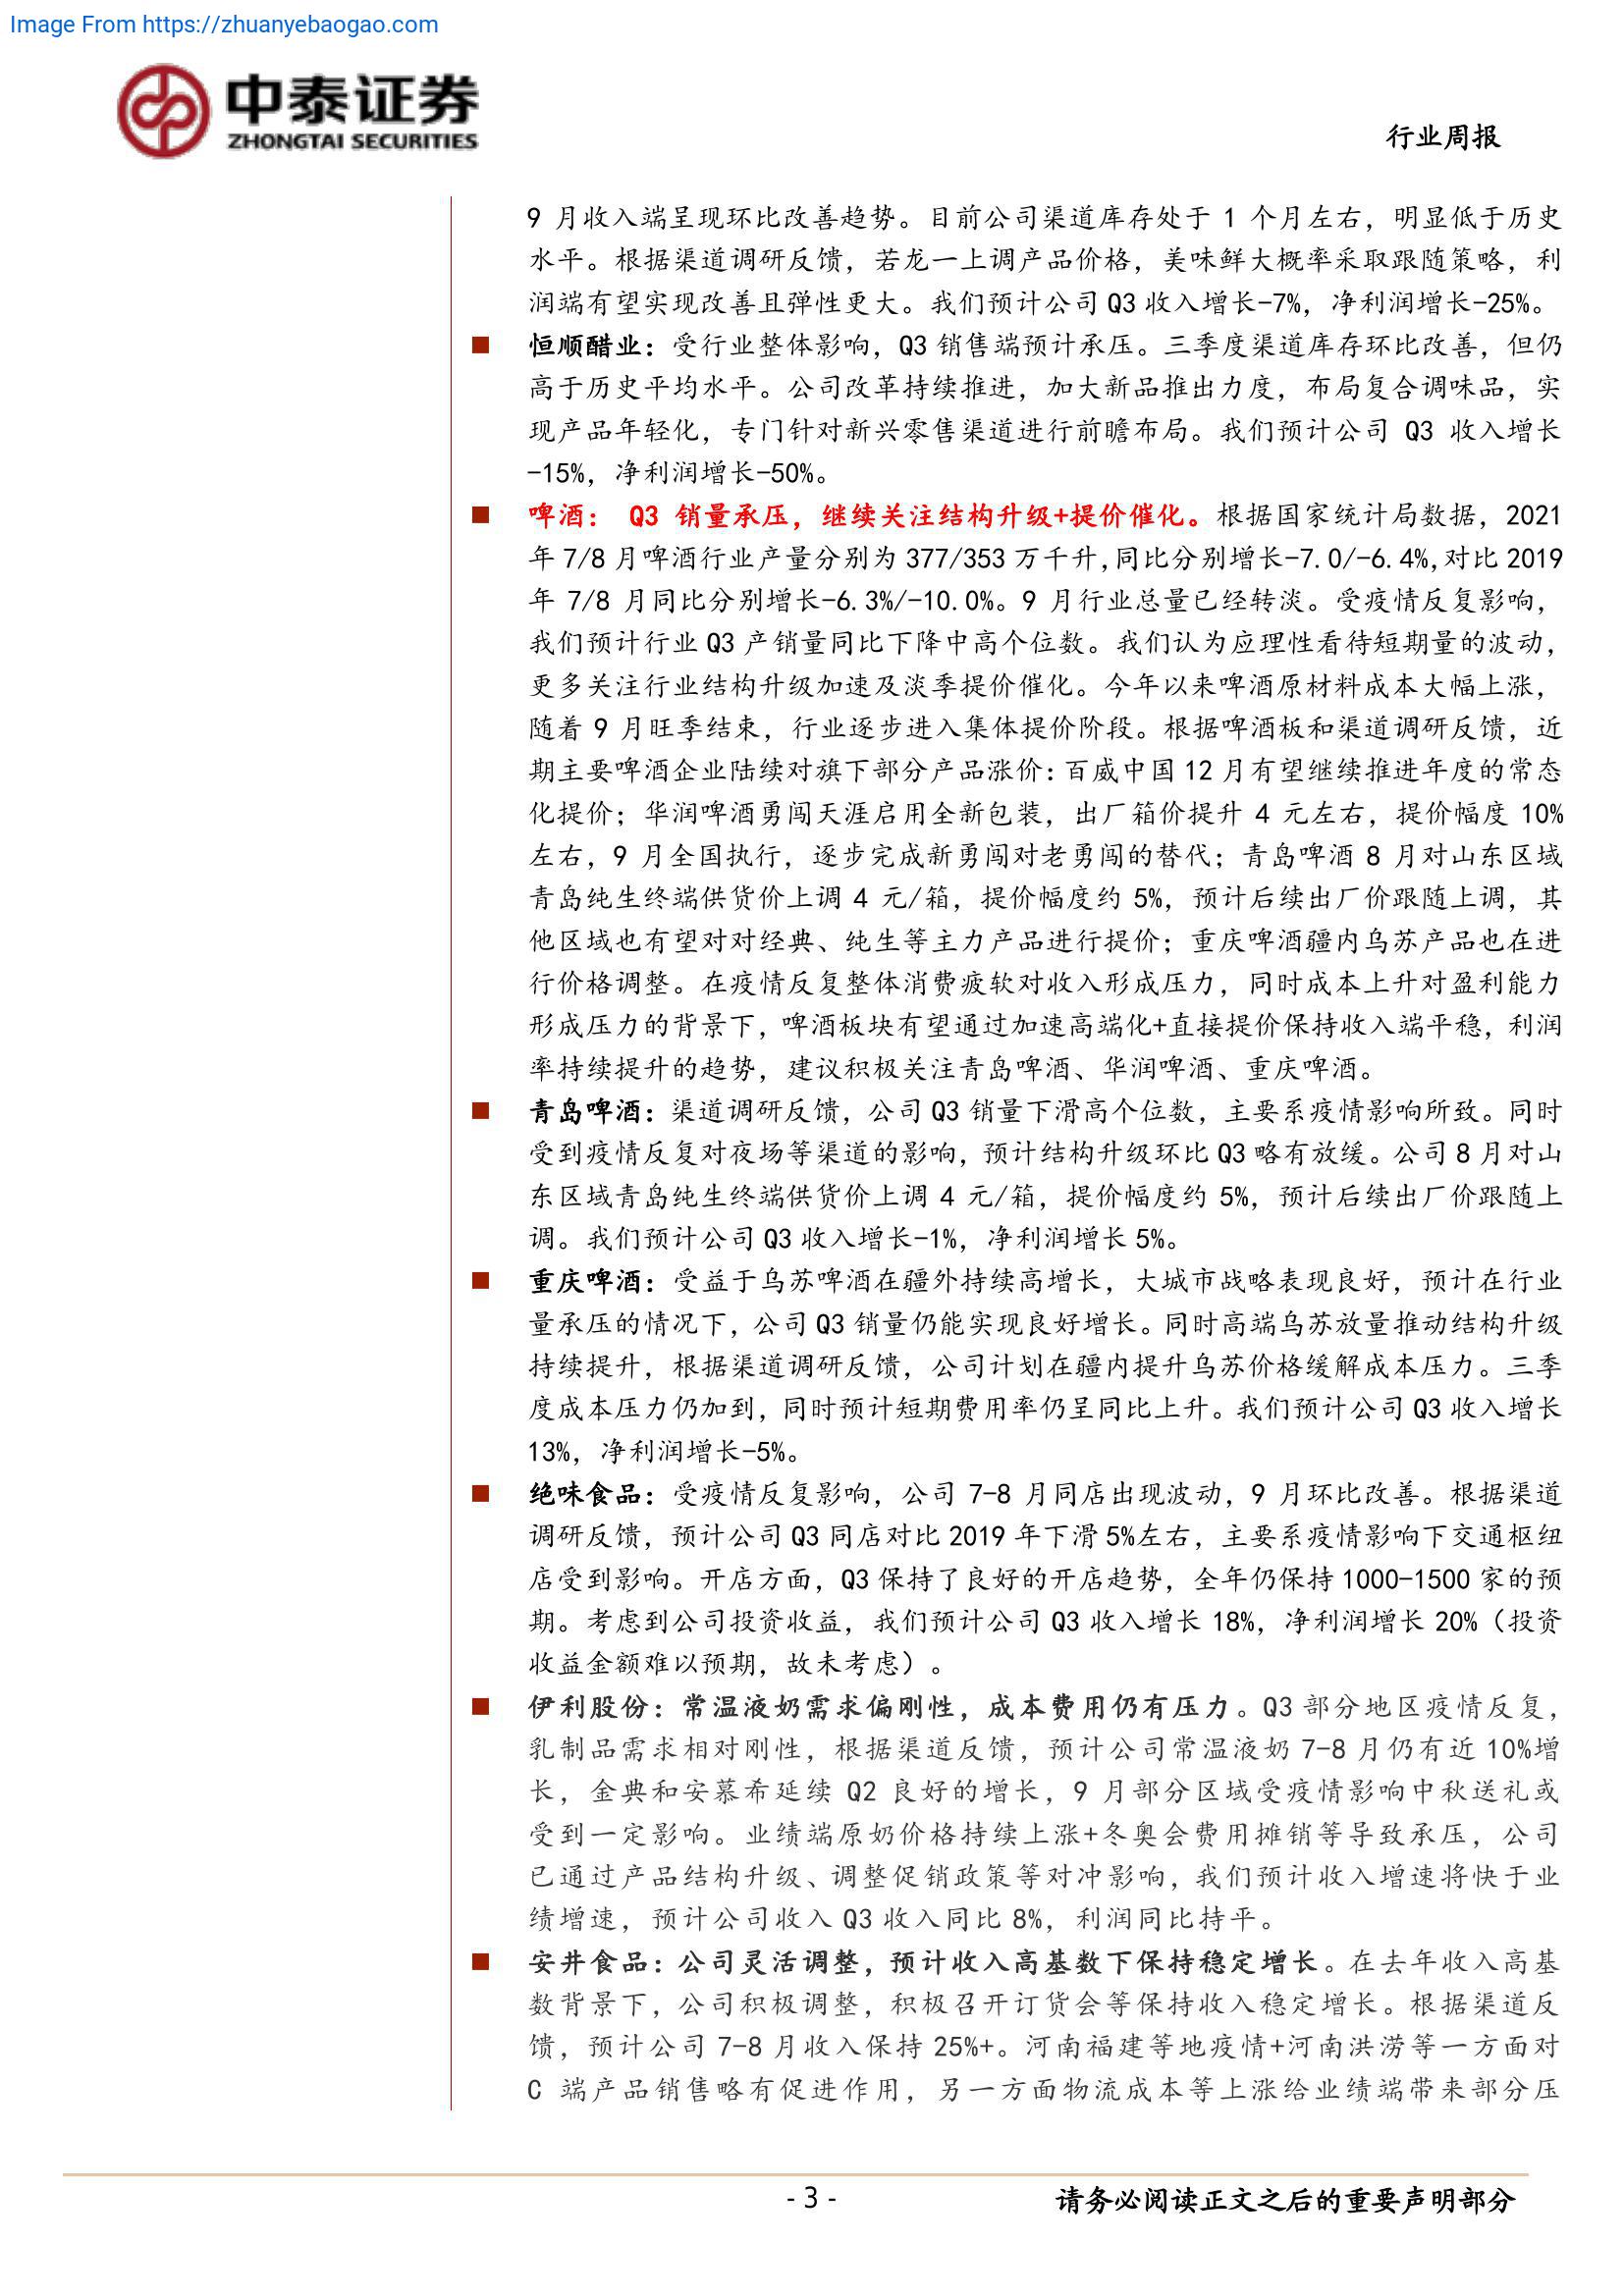 Image From https://zhuanyebaogao.com
中泰证券
ZHONGTAI SECURITIES
行业周报
9 月收入端呈现环比改善趋势。目前公司渠道库存处于 1 个月左右，明显低于历史
水平。根据渠道调研反馈，若龙一上调产品价格，美味鲜大概率采取跟随策略，利
润端有望实现改善且弹性更大。我们预计公司 Q3 收入增长-7%，净利润增长-25%。
■ 恒顺醋业：受行业整体影响，Q3 销售端预计承压。三季度渠道库存环比改善，但仍
高于历史平均水平。公司改革持续推进，加大新品推出力度，布局复合调味品，实
现产品年轻化，专门针对新兴零售渠道进行前瞻布局。我们预计公司 Q3 收入增长
-15%，净利润增长-50%。
■ 啤酒： Q3 销量承压，继续关注结构升级+提价催化。根据国家统计局数据，2021
年 7/8 月啤酒行业产量分别为 377/353 万千升,同比分别增长-7.0/-6.4%,对比 2019
年 7/8 月同比分别增长-6.3%/-10.0%。9 月行业总量已经转淡。受疫情反复影响，
我们预计行业 Q3 产销量同比下降中高个位数。我们认为应理性看待短期量的波动，
更多关注行业结构升级加速及淡季提价催化。今年以来啤酒原材料成本大幅上涨，
随着 9 月旺季结束，行业逐步进入集体提价阶段。根据啤酒板和渠道调研反馈，近
期主要啤酒企业陆续对旗下部分产品涨价：百威中国 12 月有望继续推进年度的常态
化提价；华润啤酒勇闯天涯启用全新包装，出厂箱价提升 4 元左右，提价幅度 10%
左右，9 月全国执行，逐步完成新勇闯对老勇闯的替代；青岛啤酒 8 月对山东区域
青岛纯生终端供货价上调 4 元/箱，提价幅度约 5%，预计后续出厂价跟随上调，其
他区域也有望对对经典、纯生等主力产品进行提价；重庆啤酒疆内乌苏产品也在进
行价格调整。在疫情反复整体消费疲软对收入形成压力，同时成本上升对盈利能力
形成压力的背景下，啤酒板块有望通过加速高端化+直接提价保持收入端平稳，利润
率持续提升的趋势，建议积极关注青岛啤酒、华润啤酒、重庆啤酒。
■ 青岛啤酒：渠道调研反馈，公司 Q3 销量下滑高个位数，主要系疫情影响所致。同时
受到疫情反复对夜场等渠道的影响，预计结构升级环比 Q3 略有放缓。公司 8 月对山
东区域青岛纯生终端供货价上调 4 元/箱，提价幅度约 5%，预计后续出厂价跟随上
调。我们预计公司 Q3 收入增长-1%，净利润增长 5%。
■ 重庆啤酒：受益于乌苏啤酒在疆外持续高增长，大城市战略表现良好，预计在行业
量承压的情况下，公司 Q3 销量仍能实现良好增长。同时高端乌苏放量推动结构升级
持续提升，根据渠道调研反馈，公司计划在疆内提升乌苏价格缓解成本压力。三季
度成本压力仍加到，同时预计短期费用率仍呈同比上升。我们预计公司 Q3 收入增长
13%，净利润增长-5%。
■ 绝味食品：受疫情反复影响，公司 7-8 月同店出现波动，9 月环比改善。根据渠道
调研反馈，预计公司 Q3 同店对比 2019 年下滑 5%左右，主要系疫情影响下交通枢纽
店受到影响。开店方面，Q3 保持了良好的开店趋势，全年仍保持 1000-1500 家的预
期。考虑到公司投资收益，我们预计公司 Q3 收入增长 18%，净利润增长 20%（投资
收益金额难以预期，故未考虑）。
■ 伊利股份：常温液奶需求偏刚性，成本费用仍有压力。Q3 部分地区疫情反复，
乳制品需求相对刚性，根据渠道反馈，预计公司常温液奶 7-8 月仍有近 10%增
长，金典和安慕希延续 Q2 良好的增长，9 月部分区域受疫情影响中秋送礼或
受到一定影响。业绩端原奶价格持续上涨+冬奥会费用摊销等导致承压，公司
已通过产品结构升级、调整促销政策等对冲影响，我们预计收入增速将快于业
绩增速，预计公司收入 Q3 收入同比 8%，利润同比持平。
■ 安井食品：公司灵活调整，预计收入高基数下保持稳定增长。在去年收入高基
数背景下，公司积极调整，积极召开订货会等保持收入稳定增长。根据渠道反
馈，预计公司 7-8 月收入保持 25%+。河南福建等地疫情+河南洪涝等一方面对
C 端产品销售略有促进作用，另一方面物流成本等上涨给业绩端带来部分压
- 3 -
请务必阅读正文之后的重要声明部分